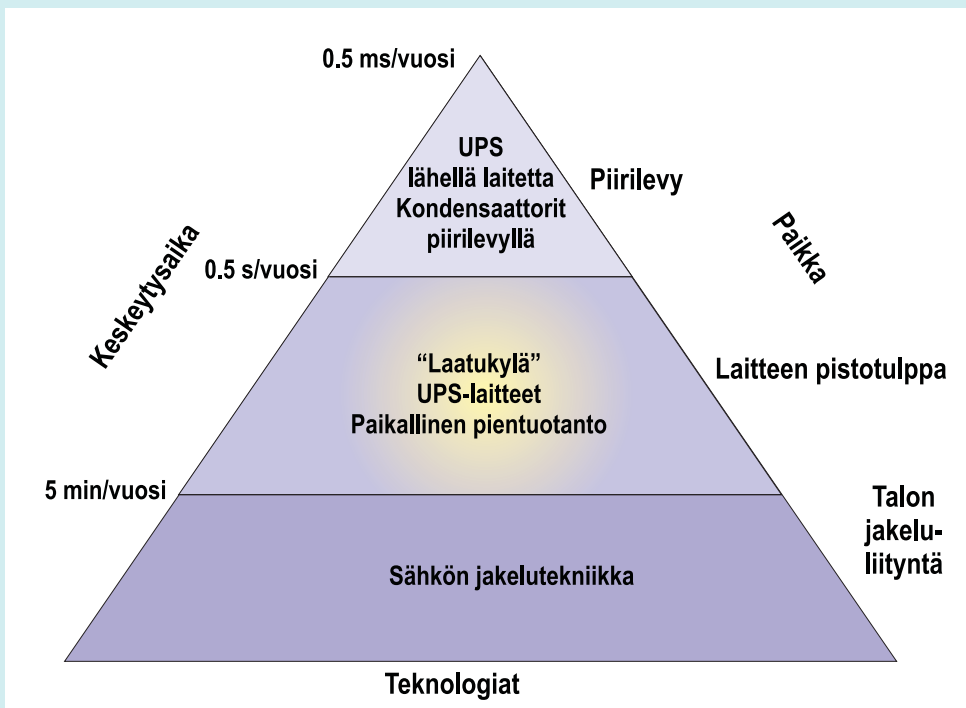 0.5 ms/vuosi
UPS
lähellä laitetta
Kondensaattorit
piirilevyllä
Piirilevy
Paikka
Keskeytysaika
0.5 s/vuosi
“Laatukylä”
UPS-laitteet
Paikallinen pientuotanto
Laitteen pistotulppa
5 min/vuosi
Talon
jakelu-
liityntä
Sähkön jakelutekniikka
Teknologiat